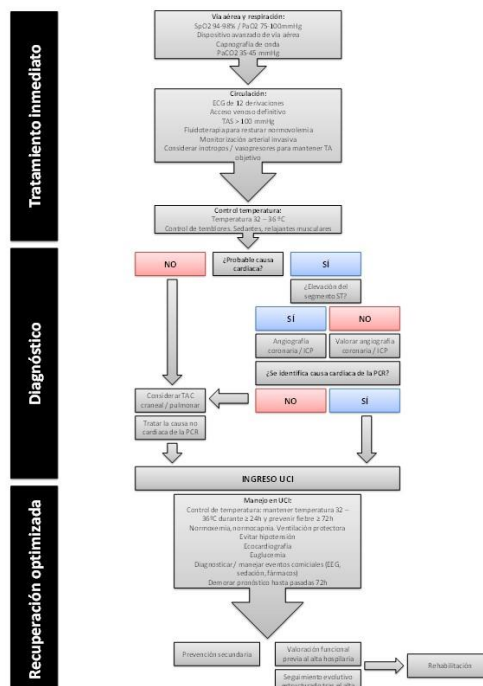 Tratamiento inmediato
Vía aérea y respiración:
SpO2 94-98% / PaO2 75-100mmHg
Dispositivo avanzado de vía aérea
Capnografía de onda
PaCO2 35-45 mmHg
Circulación:
ECG de 12 derivaciones
Acceso venoso definitivo
TAS > 100 mmHg
Fluidoterapia para resturar normovolemia
Monitorización arterial invasiva
Considerar inotropos / vasopresores para mantener TA
objetivo
Control temperatura:
Temperatura 32 – 36 ºC
Control de temblores. Sedantes, relajantes musculares
Diagnóstico
NO
¿Probable causa
cardiaca?
SÍ
¿Elevación del
segmento ST?
SÍ
NO
Angiografía
coronaria / ICP
Valorar angiografía
coronaria / ICP
¿Se identifica causa cardiaca de la PCR?
Considerar TAC
craneal / pulmonar
NO
SÍ
Tratar la causa no
cardiaca de la PCR
INGRESO UCI
Recuperación optimizada
Manejo en UCI:
Control de temperatura: mantener temperatura 32 –
36ºC durante ≥ 24h y prevenir fiebre ≥ 72h
Normoxemia, normocapnia. Ventilación protectora
Evitar hipotensión
Ecocardiografía
Euglucemia
Diagnosticar/ manejar eventos comiciales (EEG,
sedación, fármacos)
Demorar pronóstico hasta pasadas 72h
Prevención secundaria
Valoración funcional
previa al alta hospilaria
Rehabilitación
Seguimiento evolutivo
estructurado tras el alta